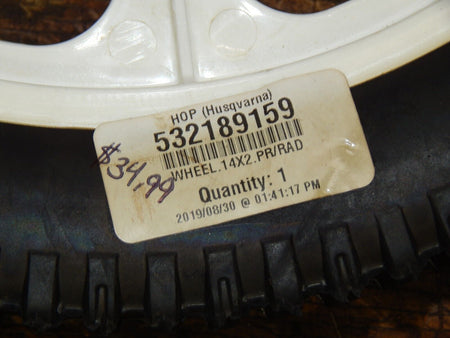 HOP (Husqvarna)
532189159
WHEEL.14X2.PR/RAD
$34.99
Quantity: 1
2019/08/30 @ 01:41:17 PM